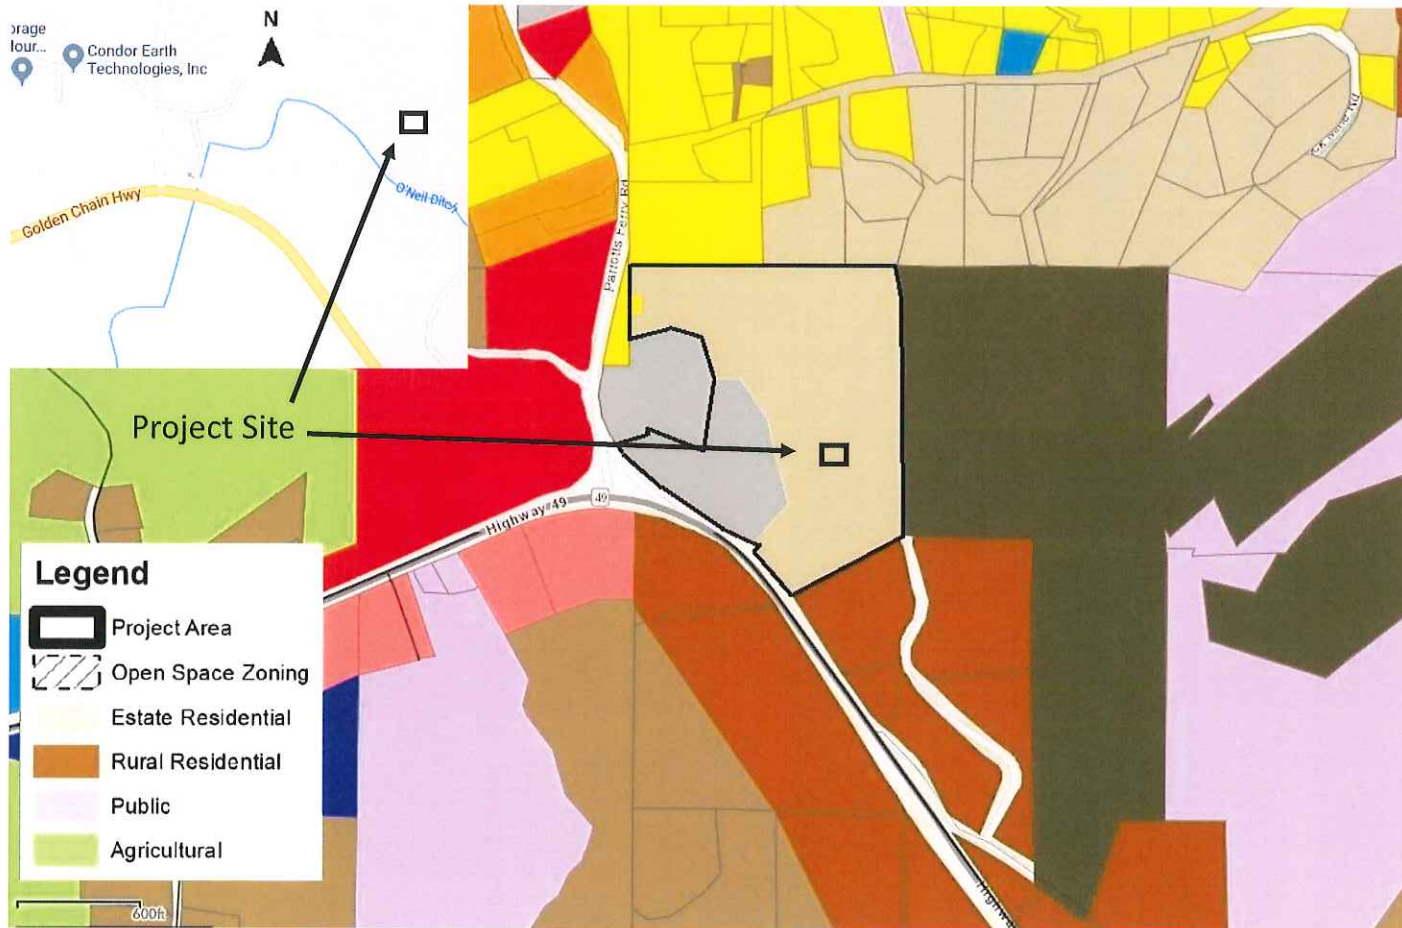 N
Condor Earth
Technologies, Inc
Golden Chain Hwy
O'Neil Ditch
Parrotts Ferry Rd
Project Site
Highway 49
49
Legend
Project Area
Open Space Zoning
Estate Residential
Rural Residential
Public
Agricultural
600ft